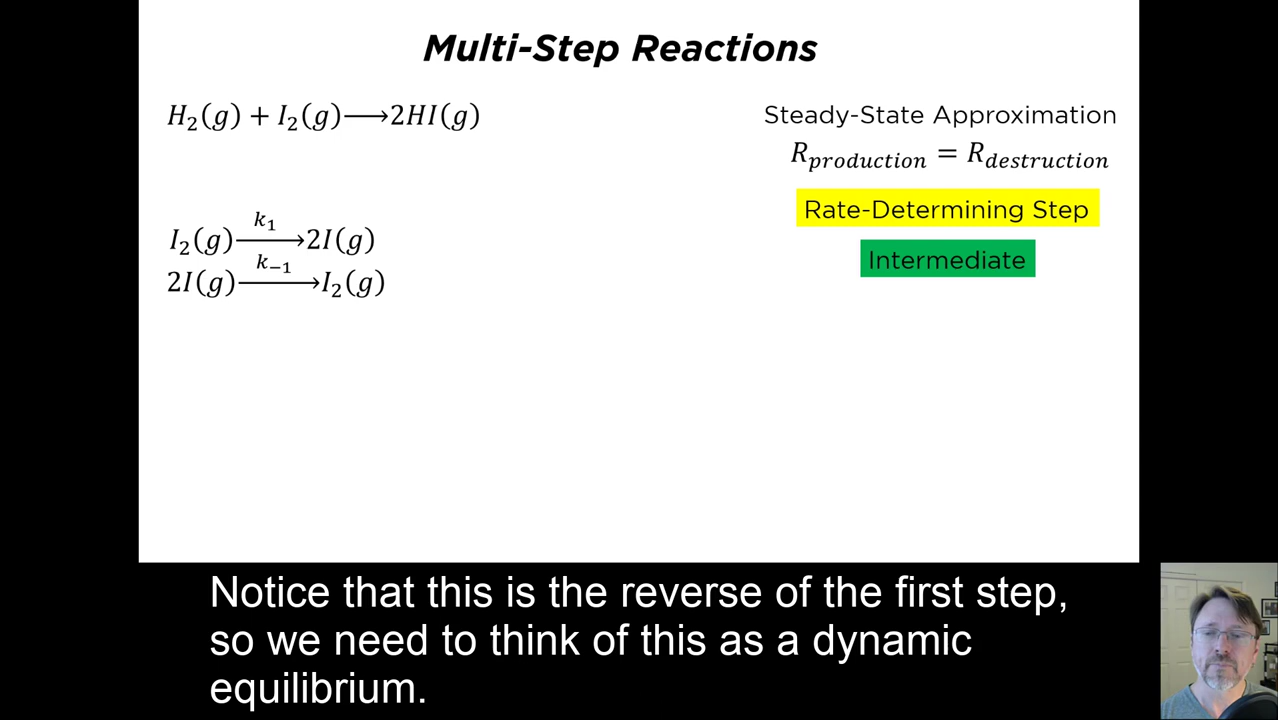 Multi-Step Reactions
H₂(g) + I₂(g)⟶2HI(g)
Steady-State Approximation
R_production = R_destruction
Rate-Determining Step
Intermediate
k₁
I₂(g)⟶2I(g)
k₋₁
2I(g)⟶I₂(g)
Notice that this is the reverse of the first step,
so we need to think of this as a dynamic
equilibrium.